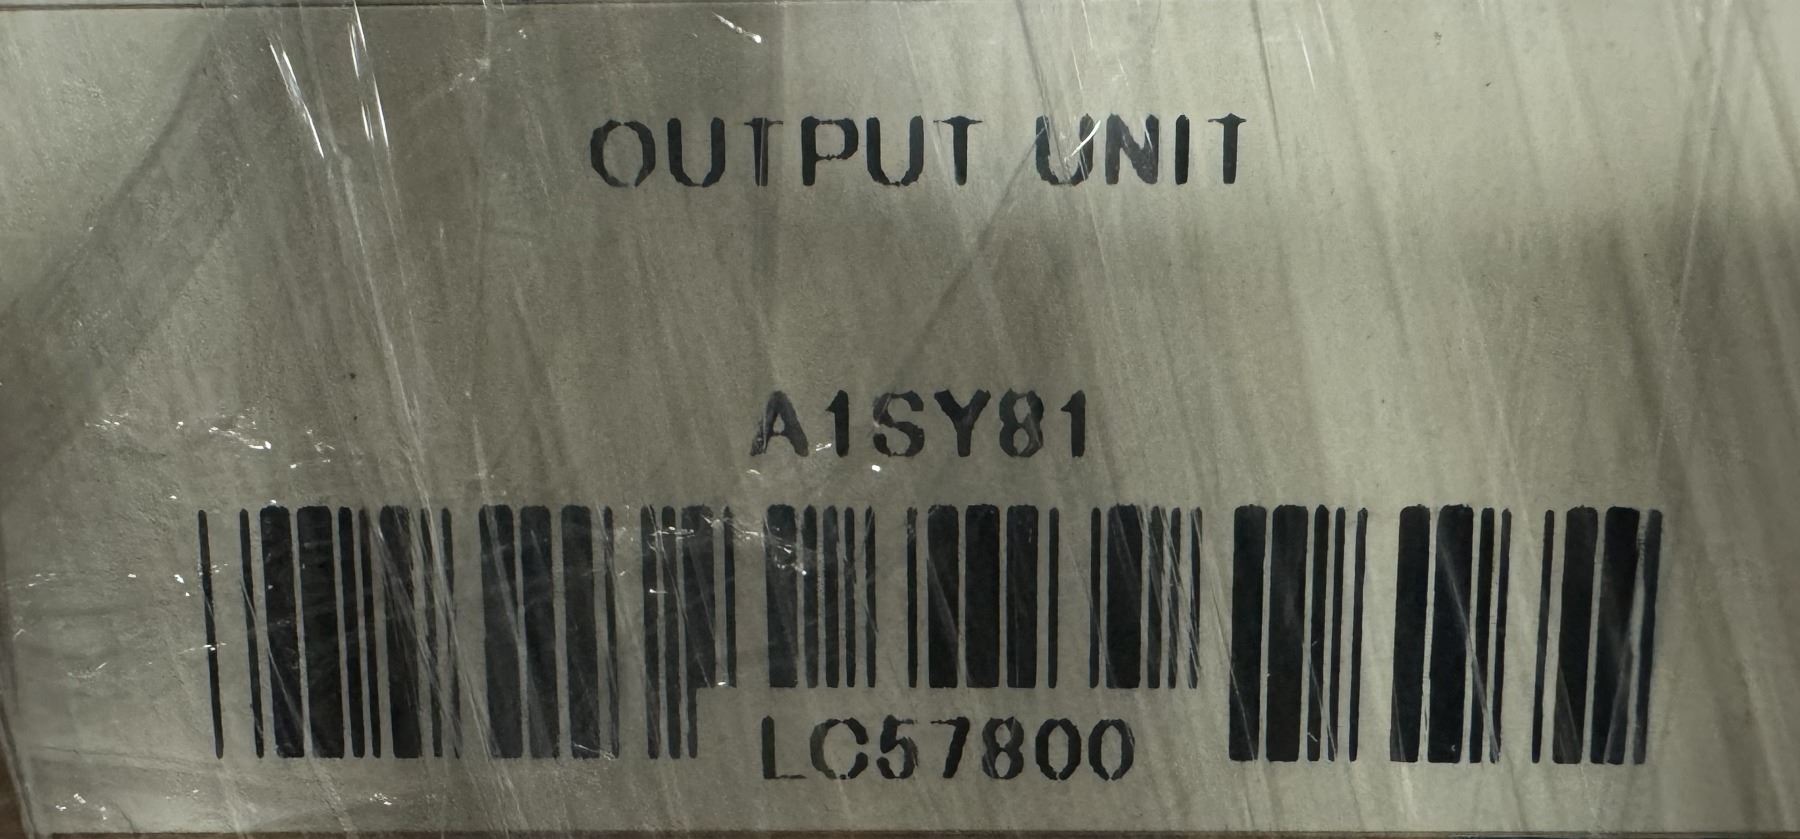 OUTPUT UNIT
A1SY81
LC57800